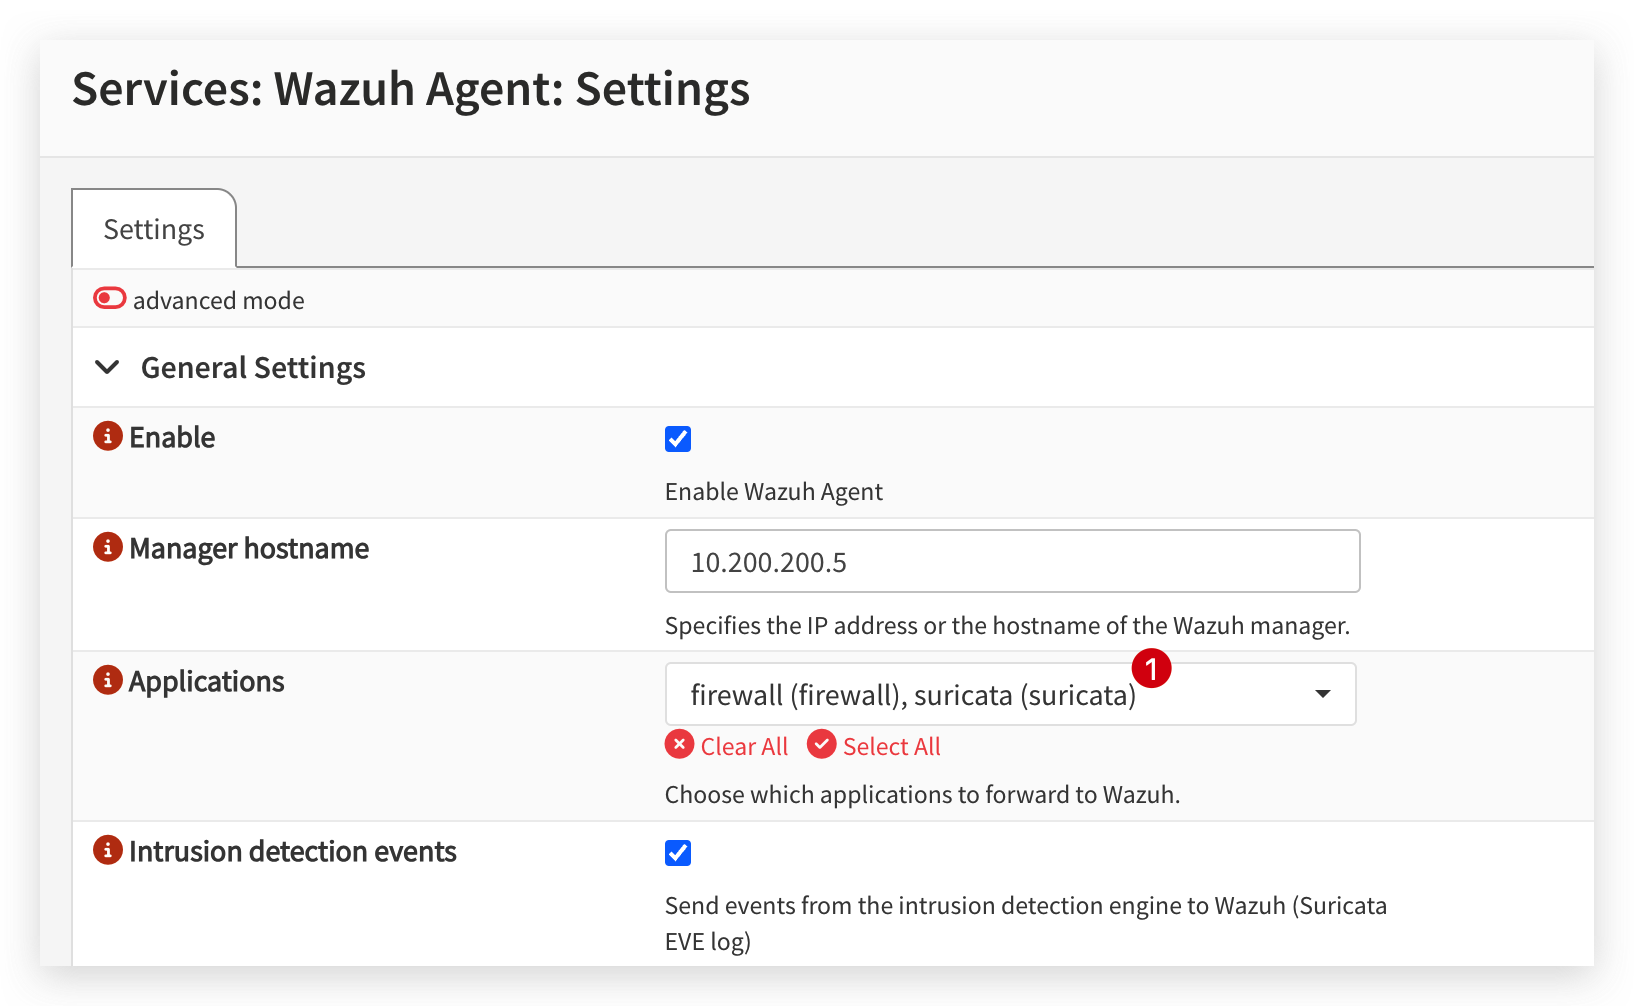 Services: Wazuh Agent: Settings
Settings
advanced mode
General Settings
Enable
Enable Wazuh Agent
Manager hostname
10.200.200.5
Specifies the IP address or the hostname of the Wazuh manager.
Applications
1
firewall (firewall), suricata (suricata)
Clear All Select All
Choose which applications to forward to Wazuh.
Intrusion detection events
Send events from the intrusion detection engine to Wazuh (Suricata
EVE log)